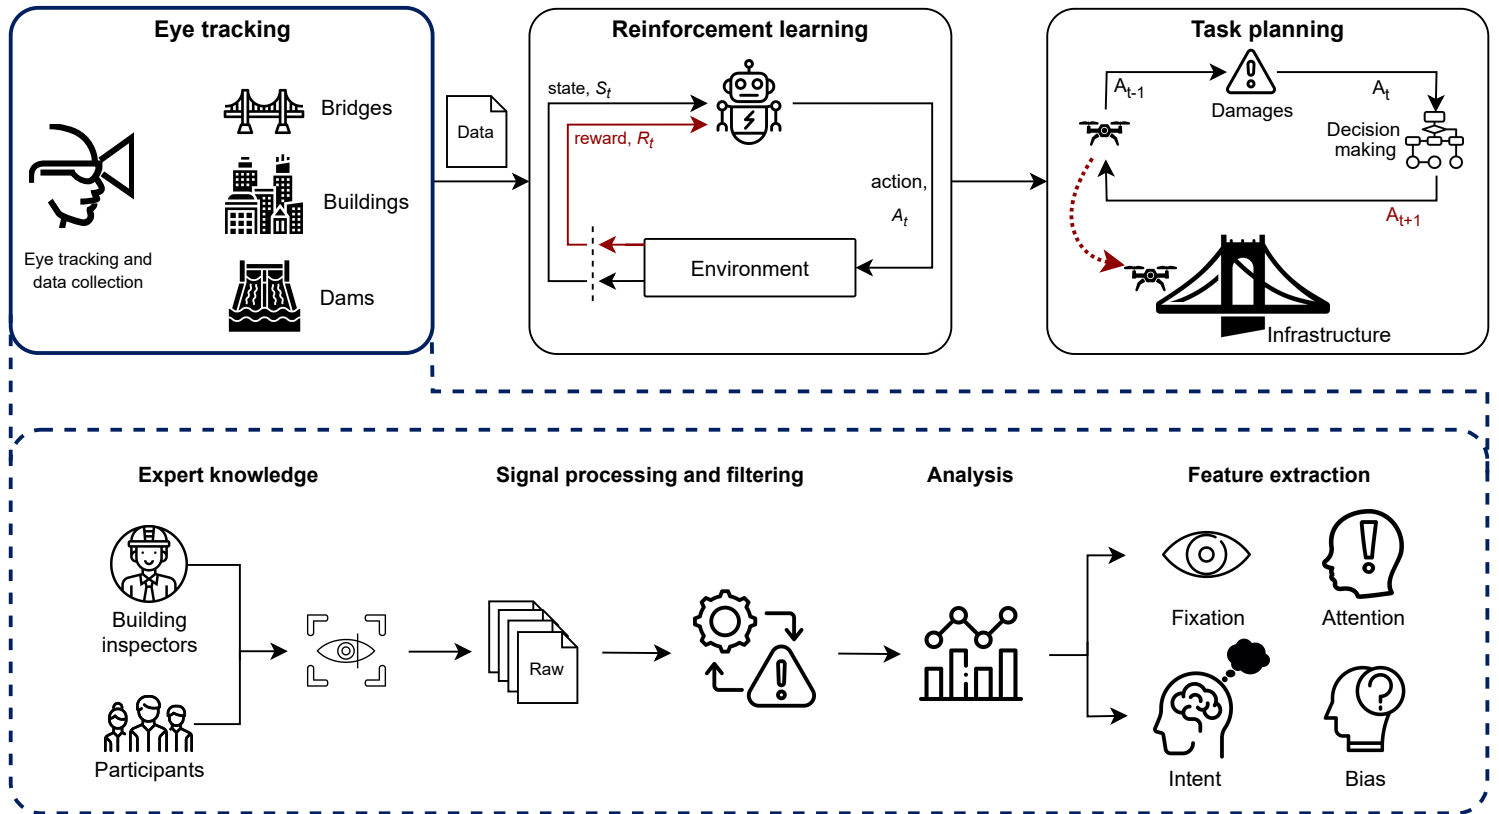 Eye tracking
Bridges
Buildings
Eye tracking and
data collection
Dams
Data
Reinforcement learning
state, St
reward, Rt
action,
At
Environment
Task planning
At-1
Damages
At
Decision
making
At+1
Infrastructure
Expert knowledge
Building
inspectors
Participants
Signal processing and filtering
Raw
Analysis
Feature extraction
Fixation
Attention
Intent
Bias